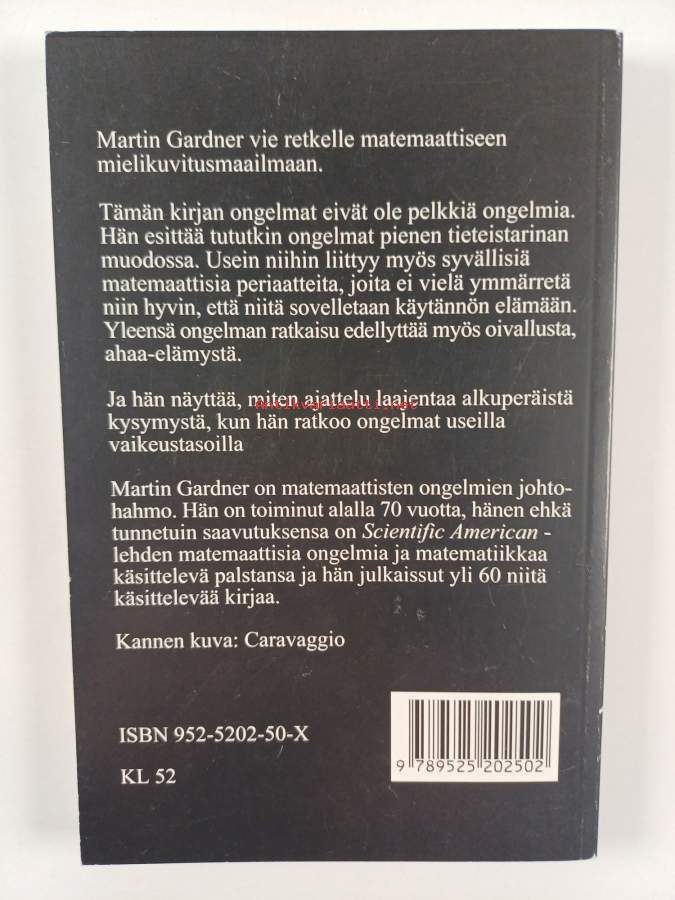 Martin Gardner vie retkelle matemaattiseen
mielikuvitusmaailmaan.
Tämän kirjan ongelmat eivät ole pelkkiä ongelmia.
Hän esittää tututkin ongelmat pienen tieteistarinan
muodossa. Usein niihin liittyy myös syvällisiä
matemaattisia periaatteita, joita ei vielä ymmärretä
niin hyvin, että niitä sovelletaan käytännön elämään.
Yleensä ongelman ratkaisu edellyttää myös oivallusta,
ahaa-elämystä.
Ja hän näyttää, miten ajattelu laajentaa alkuperäistä
antikvariaatti.net
kysymystä, kun hän ratkoo ongelmat useilla
vaikeustasoilla
Martin Gardner on matemaattisten ongelmien johto-
hahmo. Hän on toiminut alalla 70 vuotta, hänen ehkä
tunnetuin saavutuksensa on Scientific American -
lehden matemaattisia ongelmia ja matematiikkaa
käsittelevä palstansa ja hän julkaissut yli 60 niitä
käsittelevää kirjaa.
Kannen kuva: Caravaggio
ISBN 952-5202-50-X
KL 52
9 789525 202502